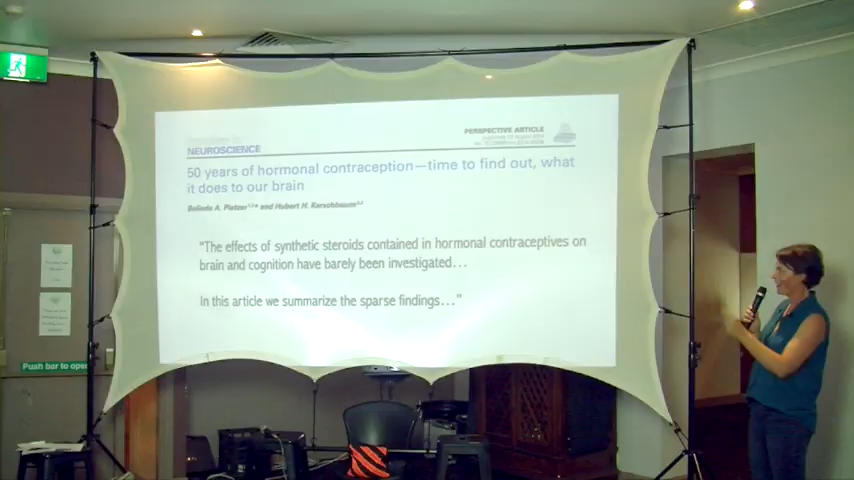 NEUROSCIENCE
PERSPECTIVE ARTICLE
50 years of hormonal contraception—time to find out, what
it does to our brain
Belinda A. Pletzer and Hubert H. Kerschbaum
"The effects of synthetic steroids contained in hormonal contraceptives on
brain and cognition have barely been investigated…
In this article we summarize the sparse findings…"
Push bar to open